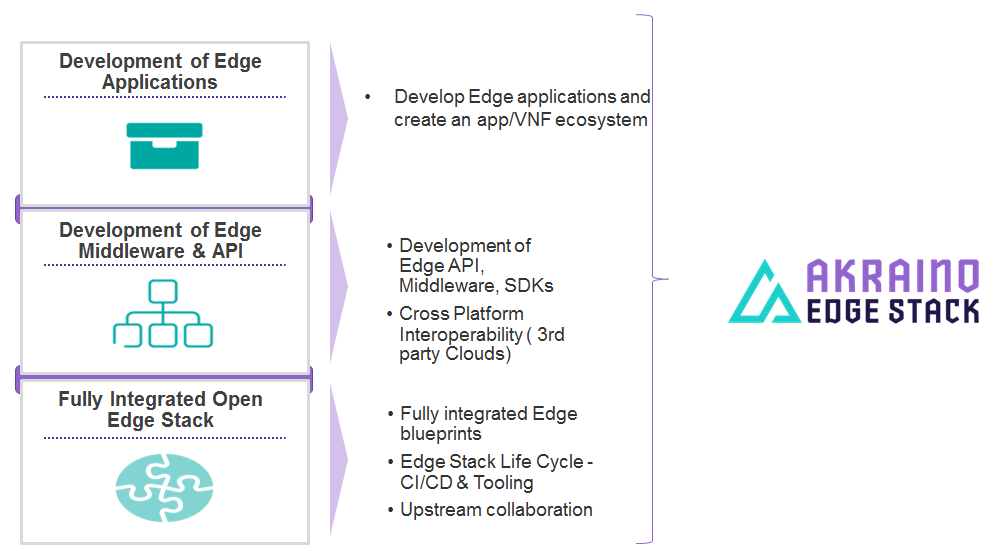 Development of Edge
Applications
• Develop Edge applications and
create an app/VNF ecosystem
Development of Edge
Middleware & API
• Development of
Edge API,
Middleware, SDKs
• Cross Platform
Interoperability ( 3rd
party Clouds)
Fully Integrated Open
Edge Stack
• Fully integrated Edge
blueprints
• Edge Stack Life Cycle -
CI/CD & Tooling
• Upstream collaboration
AKRAINO
EDGE STACK